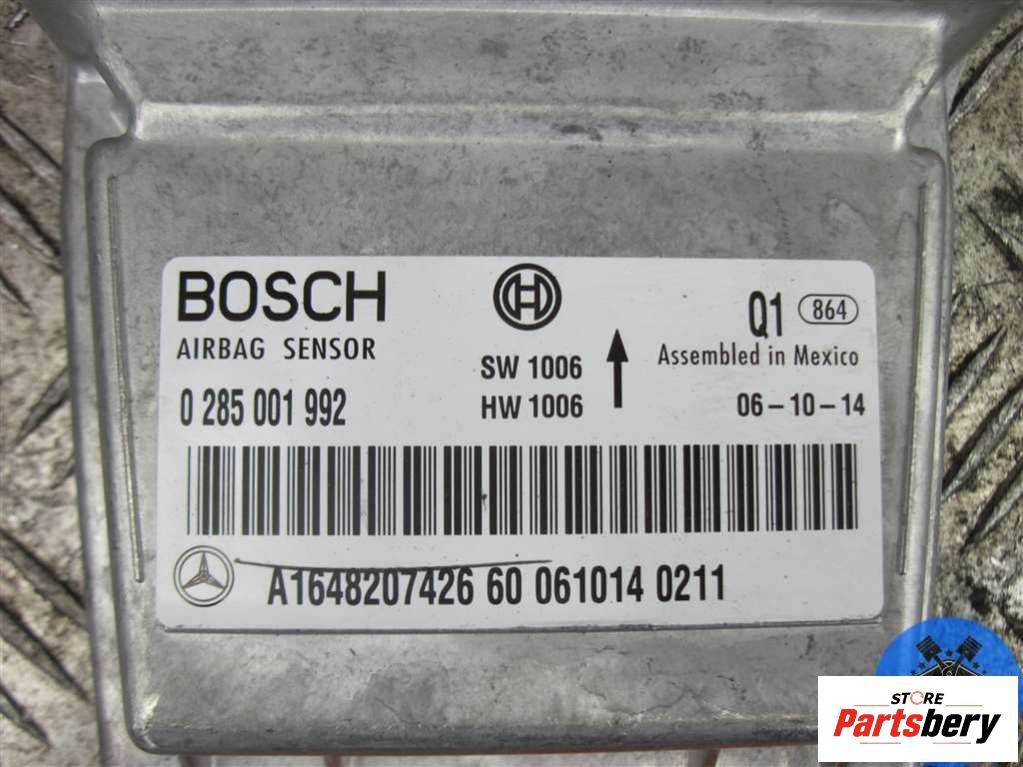 BOSCH
AIRBAG SENSOR
0 285 001 992
SW 1006
HW 1006
Q1 864
Assembled in Mexico
06-10-14
A1648207426 60 061014 0211
STORE
Partsbery